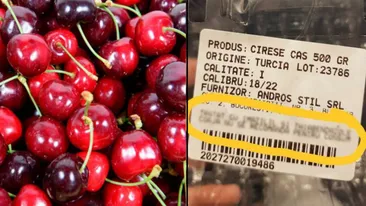 PRODUS: CIRESE CAS 500 GR
ORIGINE: TURCIA LOT:23786
CALITATE: I
CALIBRU:18/22
FURNIZOR: ANDROS STIL SRL
2027270019486